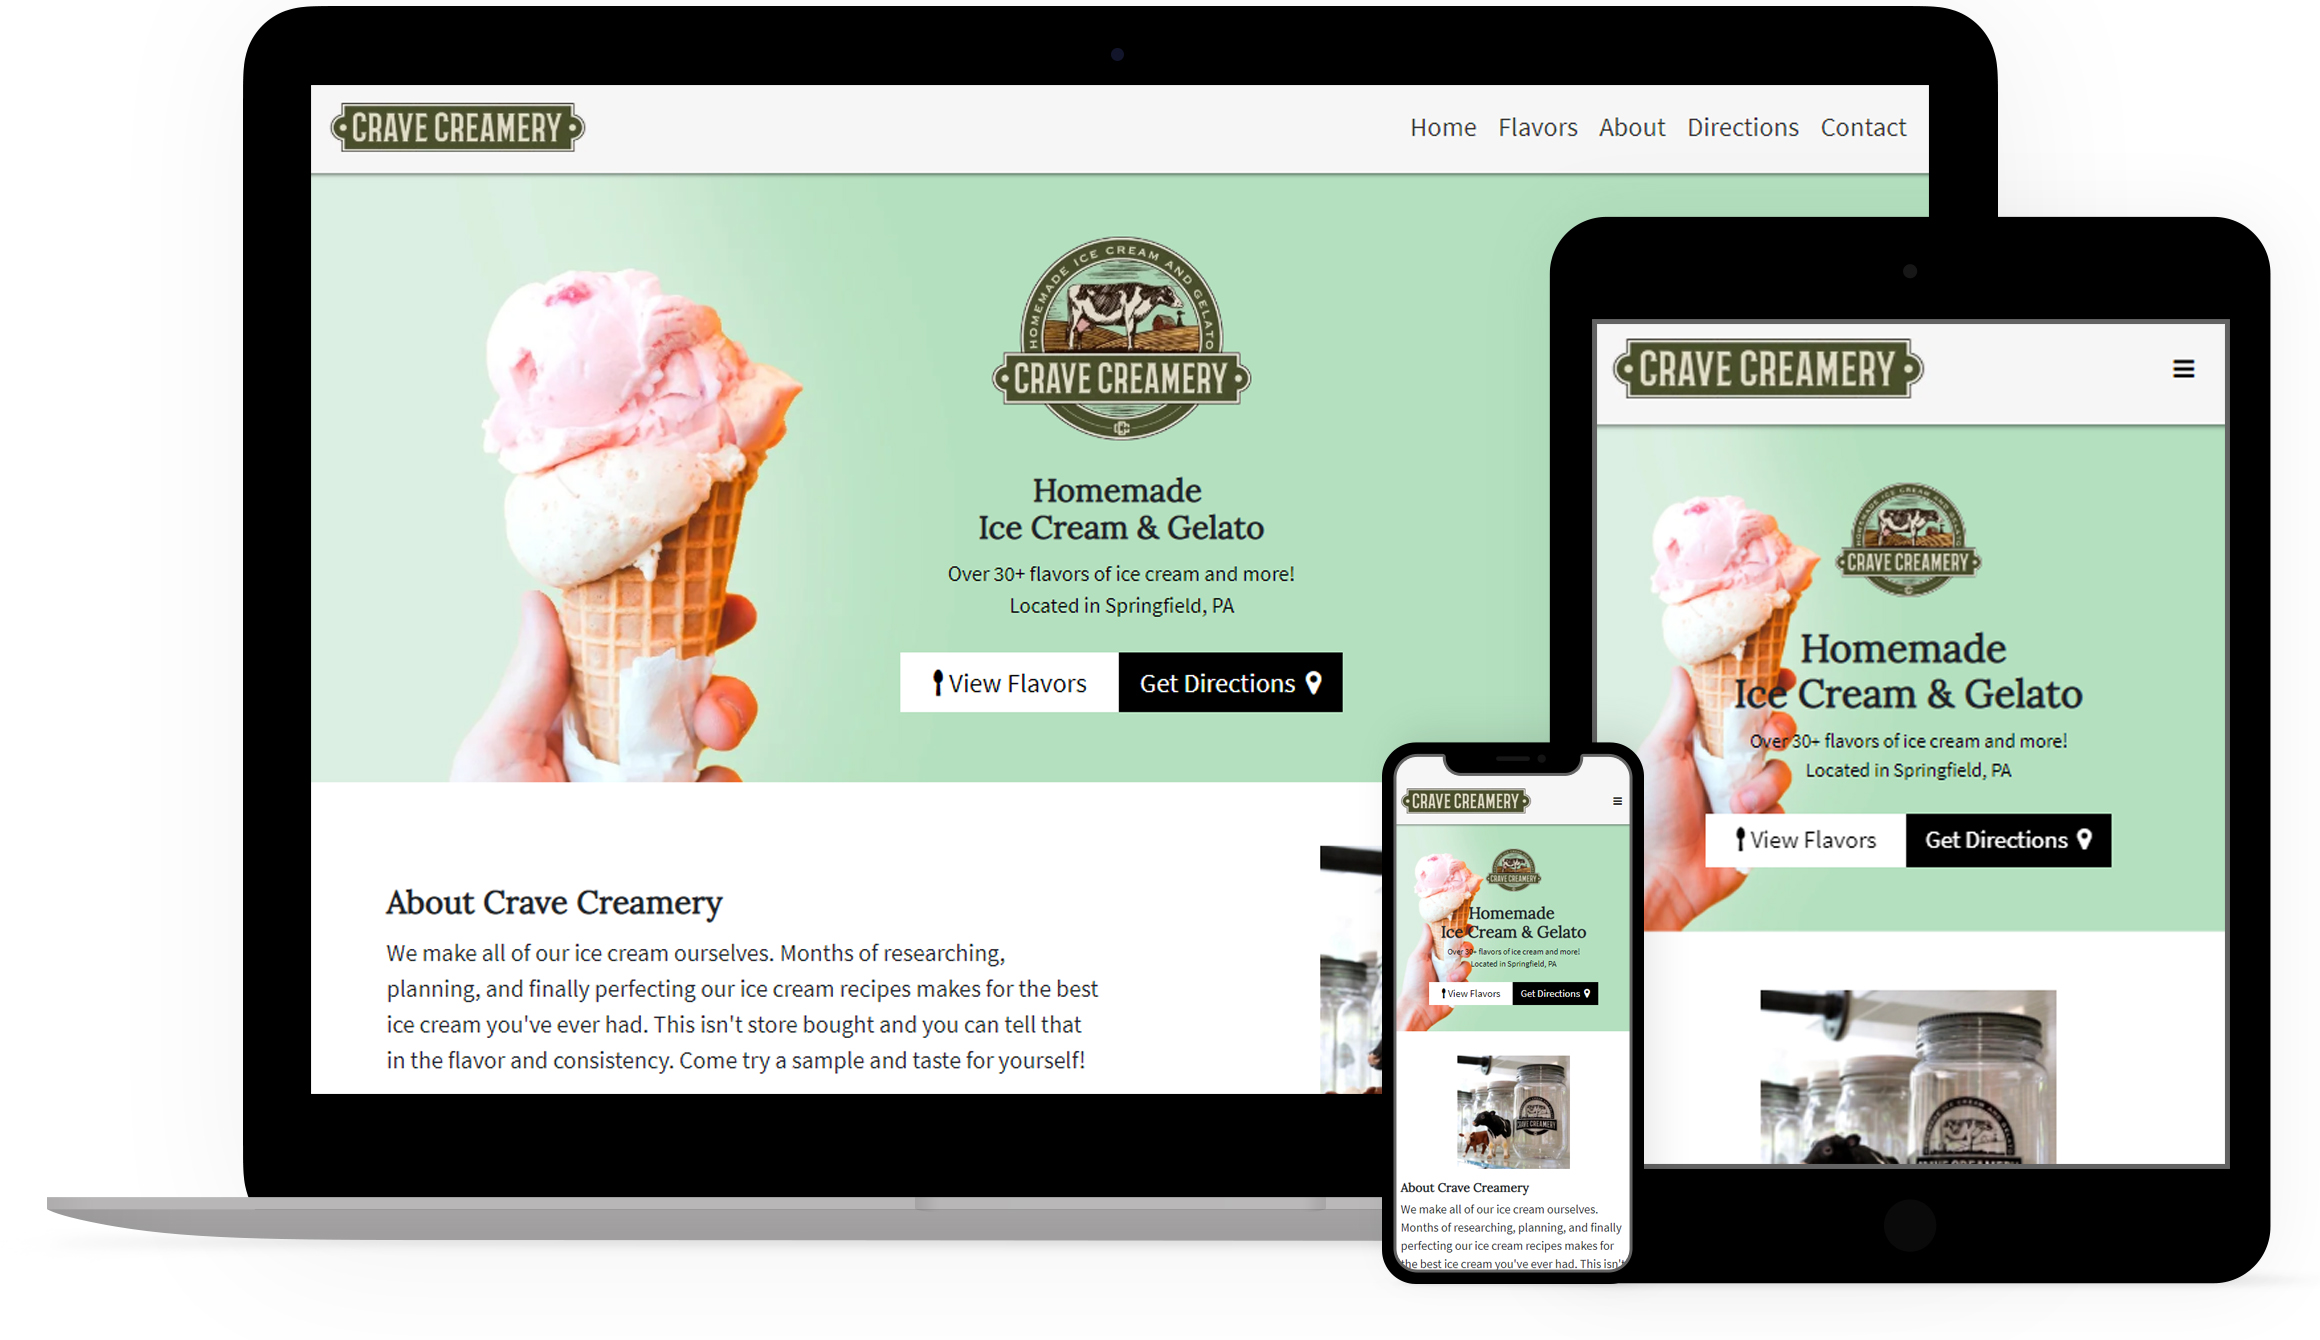 CRAVE CREAMERY
Home Flavors About Directions Contact
HOMEMADE ICE CREAM AND GELATO
CRAVE CREAMERY
Homemade
Ice Cream & Gelato
Over 30+ flavors of ice cream and more!
Located in Springfield, PA
View Flavors
Get Directions
About Crave Creamery
We make all of our ice cream ourselves. Months of researching,
planning, and finally perfecting our ice cream recipes makes for the best
ice cream you've ever had. This isn't store bought and you can tell that
in the flavor and consistency. Come try a sample and taste for yourself!
CRAVE CREAMERY
HOMEMADE ICE CREAM AND GELATO
CRAVE CREAMERY
Homemade
Ice Cream & Gelato
Over 30+ flavors of ice cream and more!
Located in Springfield, PA
View Flavors
Get Directions
CRAVE CREAMERY
CRAVE CREAMERY
Homemade
Ice Cream & Gelato
Over 30+ flavors of ice cream and more!
Located in Springfield, PA
View Flavors
Get Directions
CRAVE CREAMERY
About Crave Creamery
We make all of our ice cream ourselves.
Months of researching, planning, and finally
perfecting our ice cream recipes makes for
the best ice cream you've ever had. This isn't